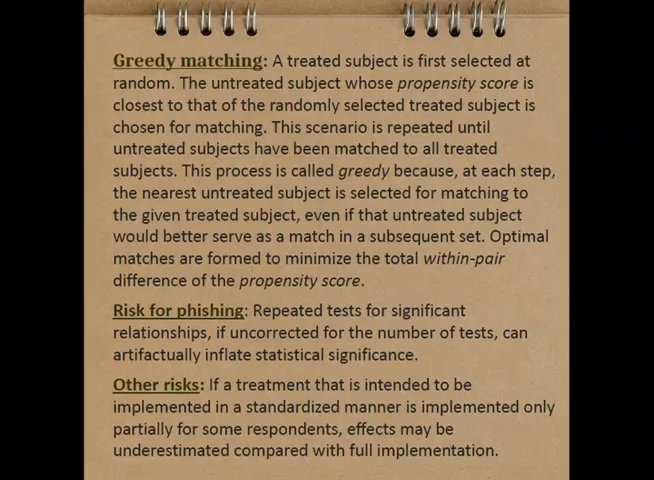 Greedy matching: A treated subject is first selected at
random. The untreated subject whose propensity score is
closest to that of the randomly selected treated subject is
chosen for matching. This scenario is repeated until
untreated subjects have been matched to all treated
subjects. This process is called greedy because, at each step,
the nearest untreated subject is selected for matching to
the given treated subject, even if that untreated subject
would better serve as a match in a subsequent set. Optimal
matches are formed to minimize the total within-pair
difference of the propensity score.
Risk for phishing: Repeated tests for significant
relationships, if uncorrected for the number of tests, can
artifactually inflate statistical significance.
Other risks: If a treatment that is intended to be
implemented in a standardized manner is implemented only
partially for some respondents, effects may be
underestimated compared with full implementation.